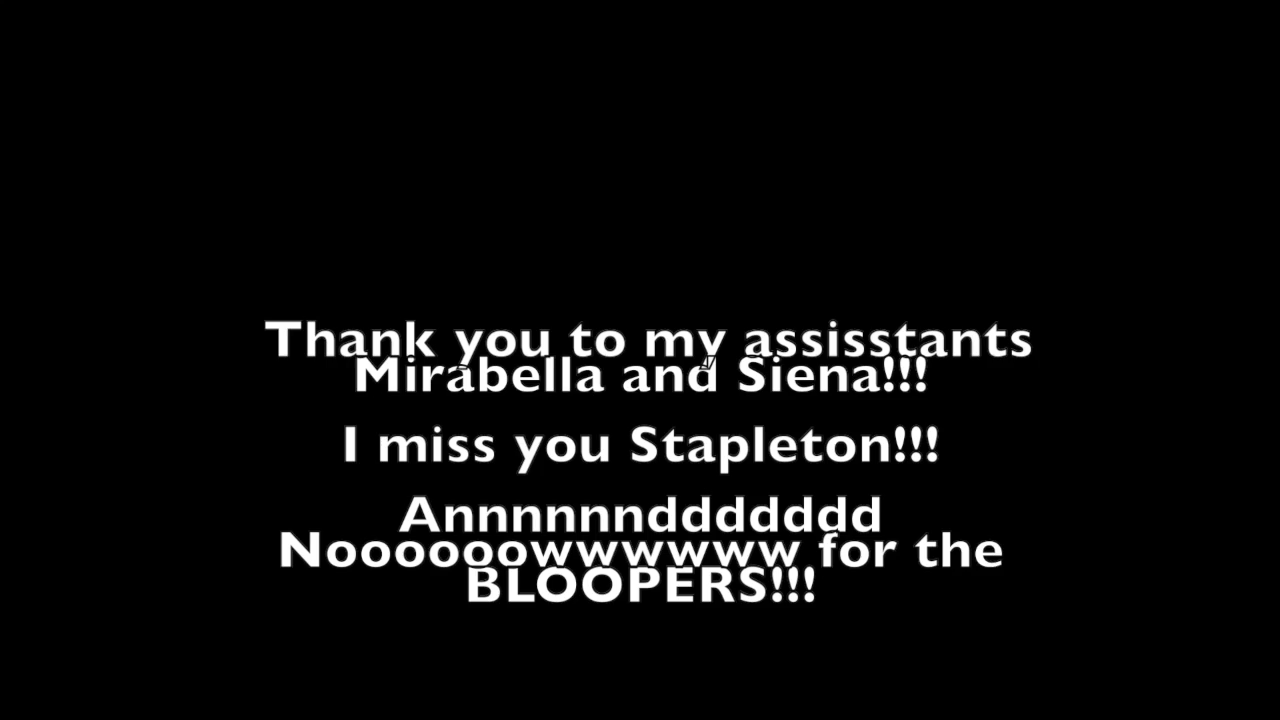 Thank you to my assisstants
Mirabella and Siena!!!
I miss you Stapleton!!!
Annnnnnddddddd
Noooooowwwwww for the
BLOOPERS!!!